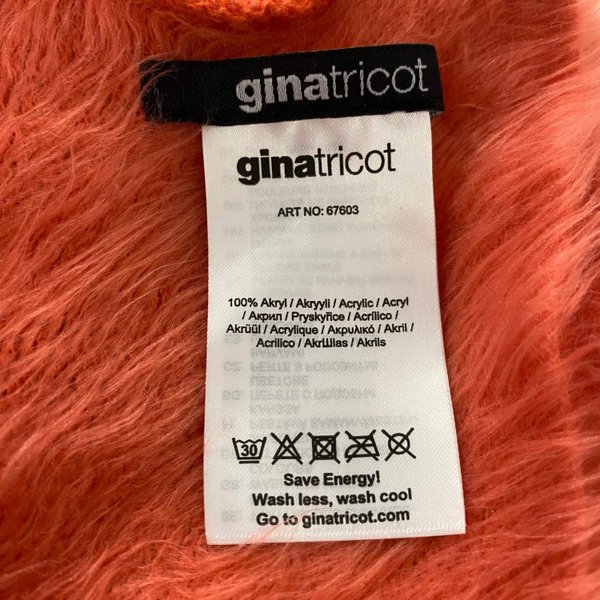 ginatricot
ginatricot
ART NO: 67603
100% Akryl / Akryyli / Acrylic / Acryl
/ Акрил / Pryskyřice / Acrílico /
Akrüül / Acrylique / Ακρυλικό / Akril /
Acrilico / AkrШlas / Akrils
30
Save Energy!
Wash less, wash cool
Go to ginatricot.com